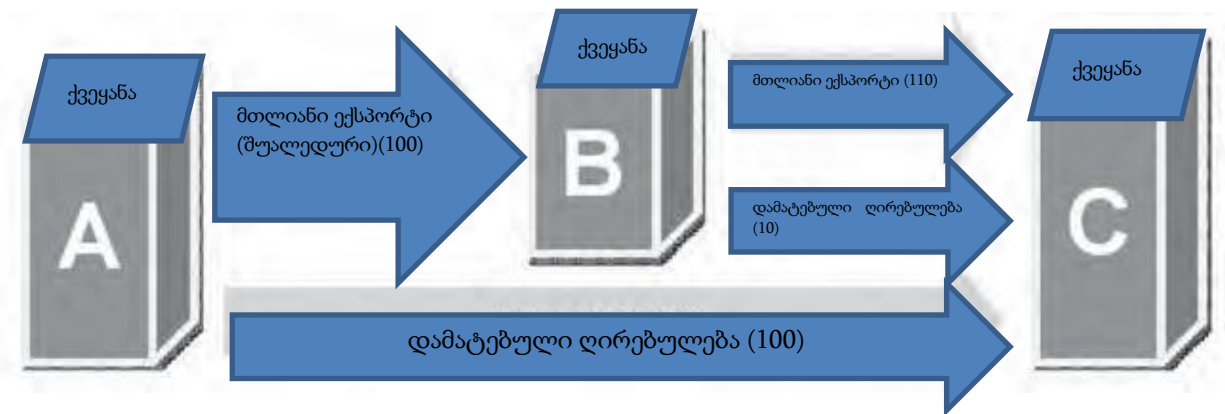 ქვეყანა
A
მთლიანი ექსპორტი
(შუალედური)(100)
ქვეყანა
B
მთლიანი ექსპორტი (110)
დამატებული ღირებულება
(10)
ქვეყანა
C
დამატებული ღირებულება (100)